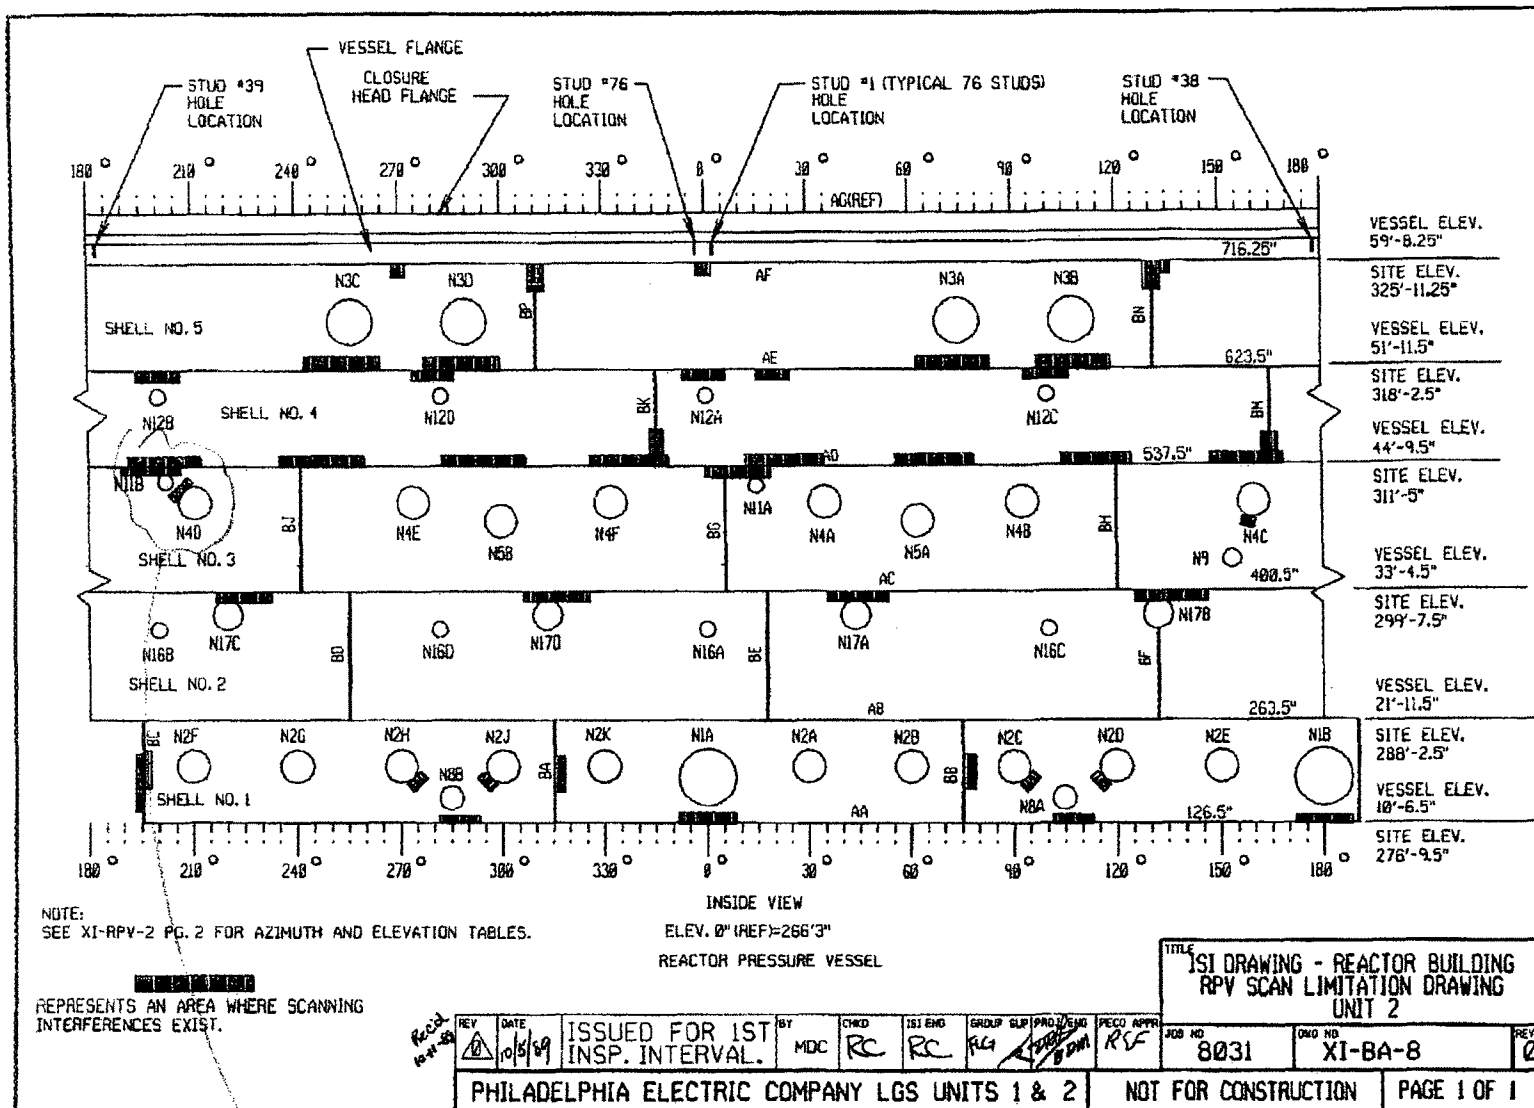 VESSEL FLANGE
CLOSURE
HEAD FLANGE
STUD #39
HOLE
LOCATION
STUD #76
HOLE
LOCATION
STUD #1 (TYPICAL 76 STUDS)
HOLE
LOCATION
STUD #38
HOLE
LOCATION
180° 210° 240° 270° 300° 330° 0° 30° 60° 90° 120° 150° 180°
AG(REF)
716.25"
VESSEL ELEV.
59'-8.25"
SITE ELEV.
325'-11.25"
N3C N3D AF N3A N3B
BP BN
SHELL NO. 5
AE
623.5"
VESSEL ELEV.
51'-11.5"
SITE ELEV.
318'-2.5"
N12B N12D N12A N12C
SHELL NO. 4
BK BM
AD
537.5"
VESSEL ELEV.
44'-9.5"
SITE ELEV.
311'-5"
N11B N11A
N4D N4E N5B N4F N4A N5A N4B N4C
BJ BG BH
N9
SHELL NO. 3
AC
400.5"
VESSEL ELEV.
33'-4.5"
SITE ELEV.
299'-7.5"
N16B N17C N16D N17D N16A N17A N16C N17B
BD BE BF
SHELL NO. 2
AB
263.5"
VESSEL ELEV.
21'-11.5"
SITE ELEV.
288'-2.5"
BC N2F N2G N2H N2J N2K N1A N2A N2B N2C N2D N2E N1B
N8B BA BB N8A
SHELL NO. 1
AA
126.5"
VESSEL ELEV.
10'-6.5"
SITE ELEV.
276'-9.5"
180° 210° 240° 270° 300° 330° 0° 30° 60° 90° 120° 150° 180°
INSIDE VIEW
ELEV. 0" (REF)=266'3"
REACTOR PRESSURE VESSEL
NOTE:
SEE XI-RPV-2 PG. 2 FOR AZIMUTH AND ELEVATION TABLES.
REPRESENTS AN AREA WHERE SCANNING
INTERFERENCES EXIST.
TITLE
ISI DRAWING - REACTOR BUILDING
RPV SCAN LIMITATION DRAWING
UNIT 2
Rec'd
REV 0
DATE 10/5/89
ISSUED FOR 1ST
INSP. INTERVAL.
BY MDC
CHKD RC
ISI ENG RC
GROUP SUP
PROJ ENG
PECO APPR
JOB NO 8031
DWG NO XI-BA-8
REV 0
PHILADELPHIA ELECTRIC COMPANY LGS UNITS 1 & 2
NOT FOR CONSTRUCTION
PAGE 1 OF 1